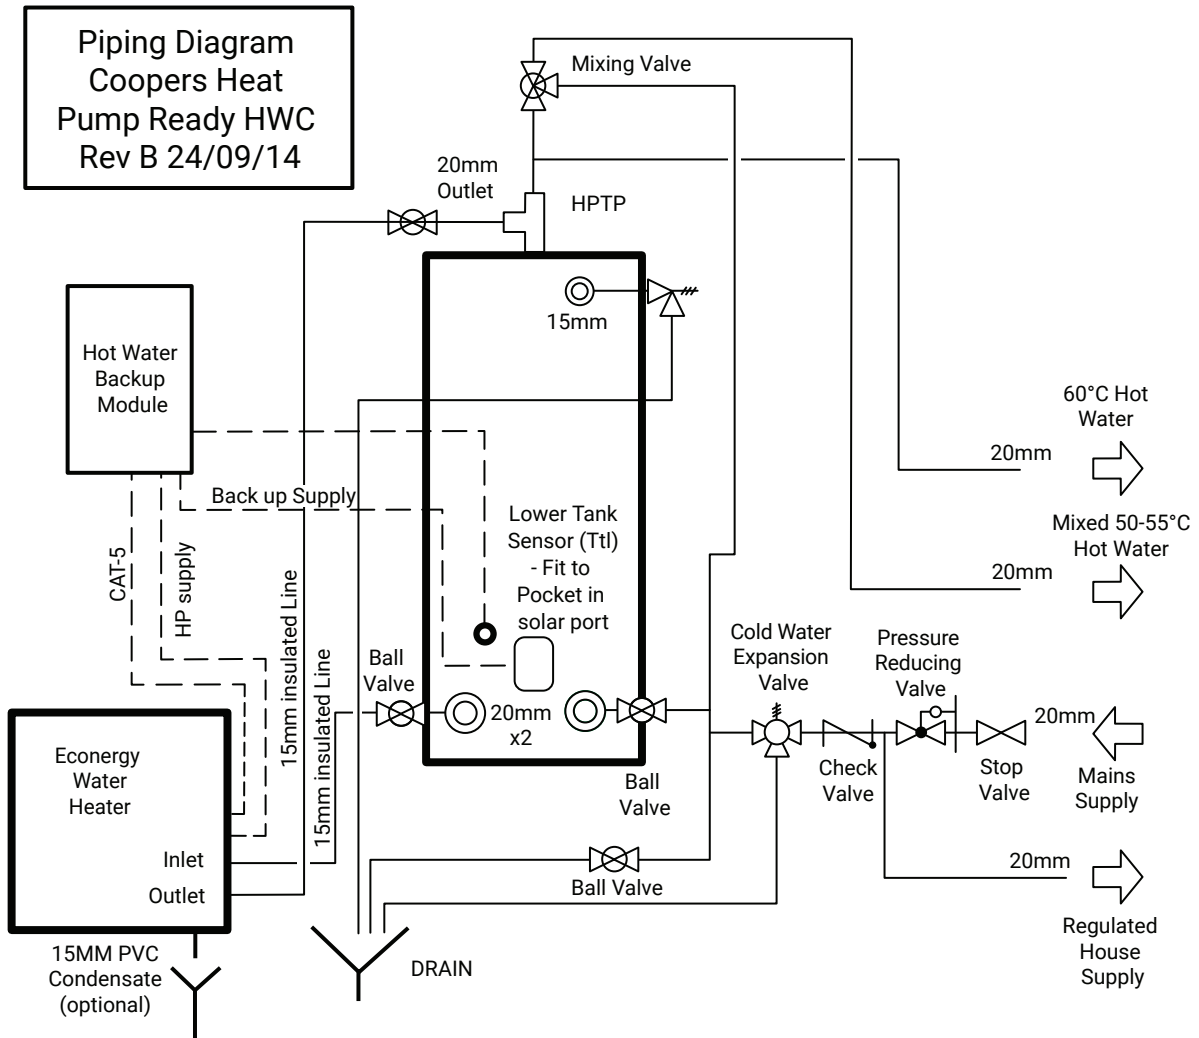 Piping Diagram
Coopers Heat
Pump Ready HWC
Rev B 24/09/14
Mixing Valve
20mm
Outlet
HPTP
15mm
Hot Water
Backup
Module
60°C Hot
Water
20mm
Back up Supply
Lower Tank
Sensor (Ttl)
- Fit to
Pocket in
solar port
Mixed 50-55°C
Hot Water
20mm
CAT-5
HP supply
15mm insulated Line
15mm insulated Line
Ball
Valve
20mm
x2
Cold Water
Expansion
Valve
Pressure
Reducing
Valve
20mm
Econergy
Water
Heater
Ball
Valve
Check
Valve
Stop
Valve
Mains
Supply
Inlet
Outlet
Ball Valve
20mm
Regulated
House
Supply
15MM PVC
Condensate
(optional)
DRAIN